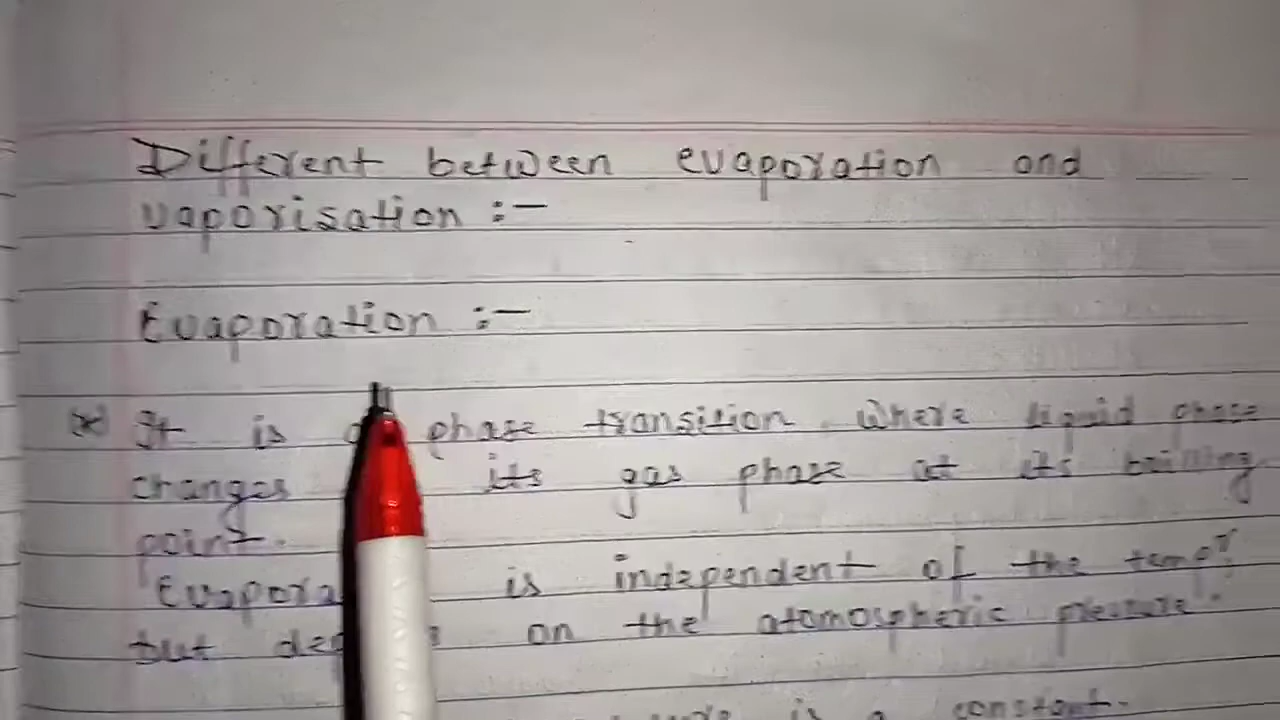 Different between evaporation and
vaporisation :-
Evaporation :-
It is a phase transition where liquid phase
changes its gas phase at its boiling
point.
is independent of the temp
but on the atomospheric pressure.
is a constant.